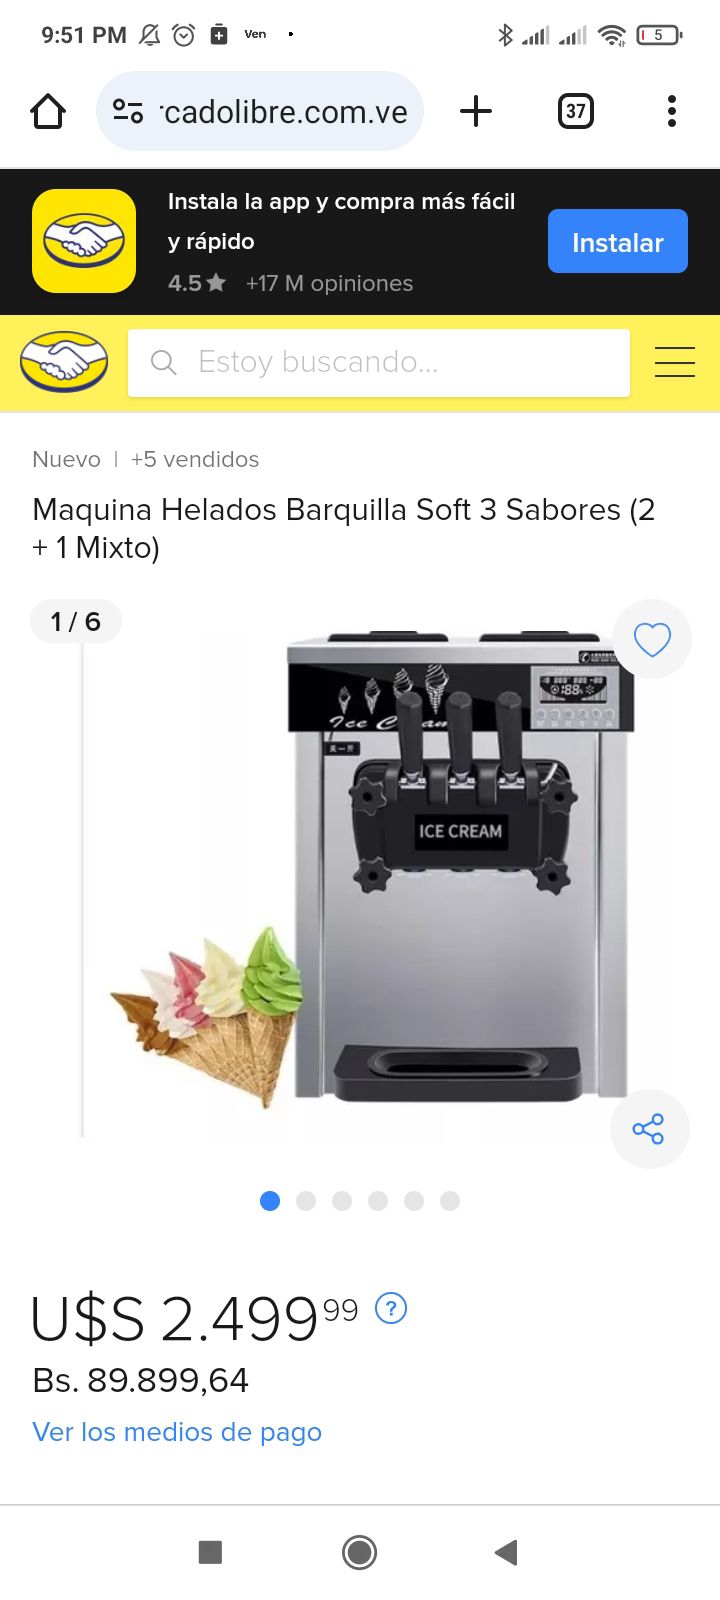 9:51 PM
Ven
5
rcadolibre.com.ve
37
Instala la app y compra más fácil
y rápido
4.5 +17 M opiniones
Instalar
Estoy buscando...
Nuevo | +5 vendidos
Maquina Helados Barquilla Soft 3 Sabores (2
+ 1 Mixto)
1 / 6
Ice Cream
ICE CREAM
U$S 2.499 99
Bs. 89.899,64
Ver los medios de pago